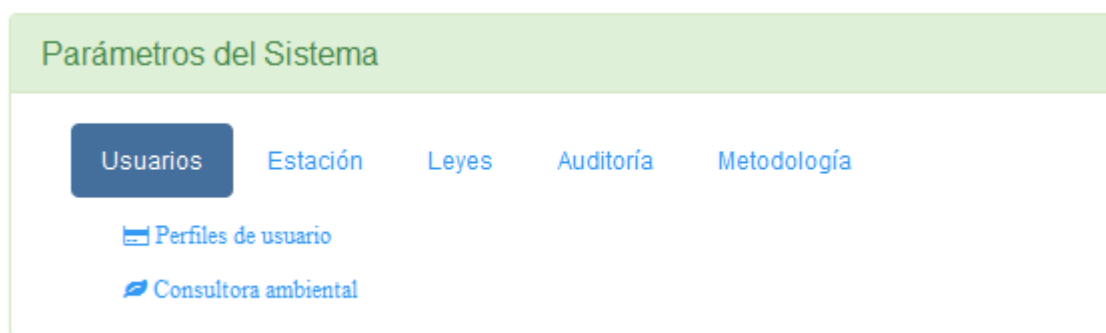 Parámetros del Sistema
Usuarios Estación Leyes Auditoría Metodología
Perfiles de usuario
Consultora ambiental